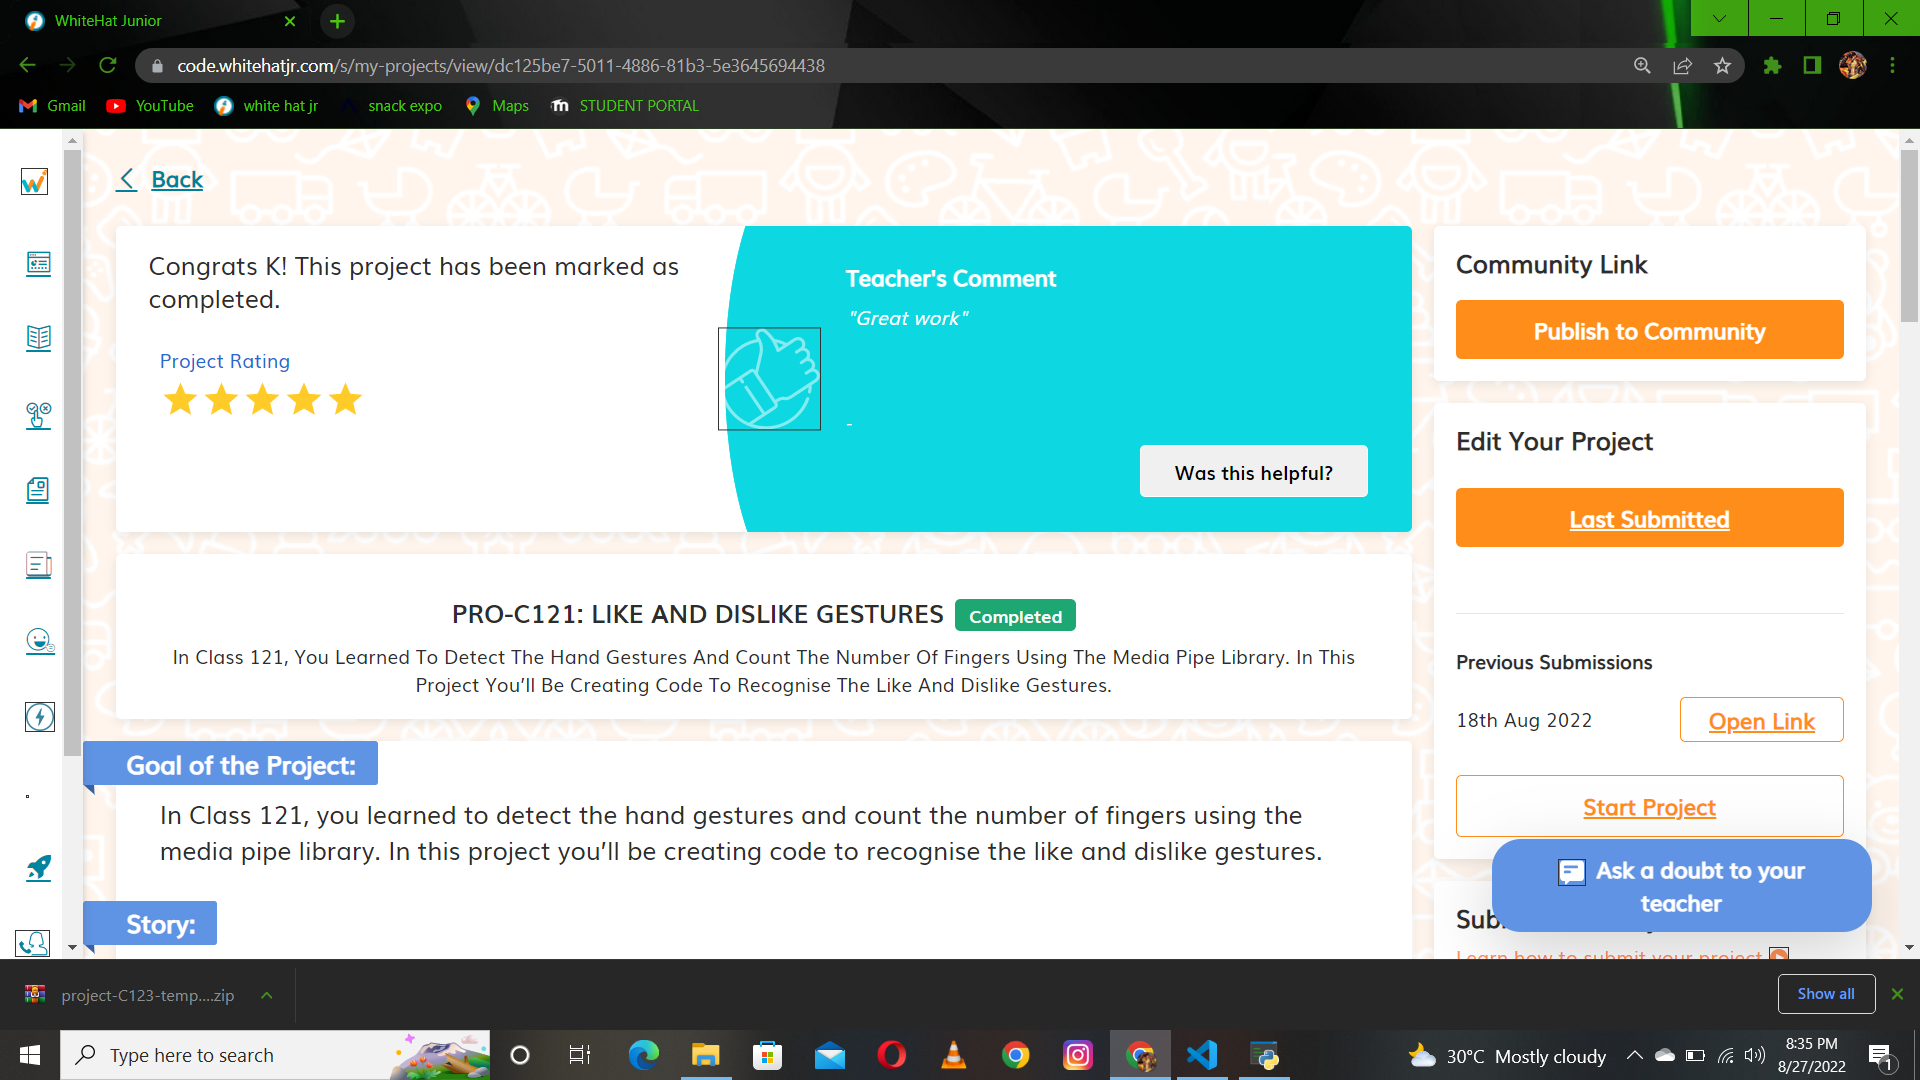 WhiteHat Junior
code.whitehatjr.com/s/my-projects/view/dc125be7-5011-4886-81b3-5e3645694438
Gmail
YouTube
white hat jr
snack expo
Maps
STUDENT PORTAL
Back
Congrats K! This project has been marked as
completed.
Project Rating
Teacher's Comment
"Great work"
-
Was this helpful?
PRO-C121: LIKE AND DISLIKE GESTURES Completed
In Class 121, You Learned To Detect The Hand Gestures And Count The Number Of Fingers Using The Media Pipe Library. In This
Project You’ll Be Creating Code To Recognise The Like And Dislike Gestures.
Goal of the Project:
In Class 121, you learned to detect the hand gestures and count the number of fingers using the
media pipe library. In this project you’ll be creating code to recognise the like and dislike gestures.
Story:
Community Link
Publish to Community
Edit Your Project
Last Submitted
Previous Submissions
18th Aug 2022
Open Link
Start Project
Ask a doubt to your
teacher
Learn how to submit your project
project-C123-temp....zip
Show all
Type here to search
30°C Mostly cloudy
8:35 PM
8/27/2022
1